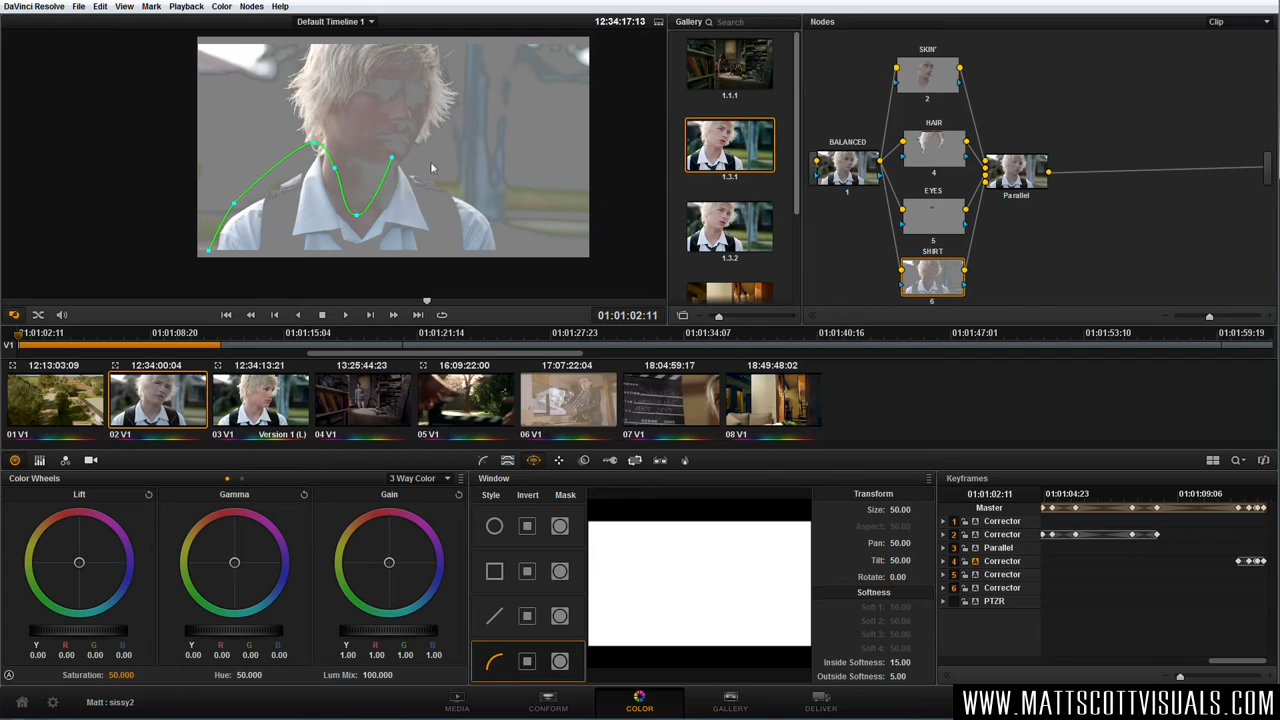 DaVinci Resolve File Edit View Mark Playback Color Nodes Help
Default Timeline 1 12:34:17:13 Gallery Search Nodes Clip
1.1.1
1.3.1
1.3.2
SKIN'
2
HAIR
4
BALANCED
1
EYES
5
SHIRT
6
Parallel
01:01:02:11
01:01:02:11 01:01:08:20 01:01:15:04 01:01:21:14 01:01:27:23 01:01:34:07 01:01:40:16 01:01:47:01 01:01:53:10 01:01:59:19
V1
12:13:03:09 12:34:00:04 12:34:13:21 13:25:44:23 16:09:22:00 17:07:22:04 18:04:59:17 18:49:48:02
01 V1 02 V1 03 V1 Version 1 (L) 04 V1 05 V1 06 V1 07 V1 08 V1
Color Wheels 3 Way Color Window Keyframes
Lift Gamma Gain
Y R G B Y R G B Y R G B
0.00 0.00 0.00 0.00 0.00 0.00 0.00 0.00 1.00 1.00 1.00 1.00
Saturation: 50.000 Hue: 50.000 Lum Mix: 100.000
Style Invert Mask
Transform
Size: 50.00
Aspect: 50.00
Pan: 50.00
Tilt: 50.00
Rotate: 0.00
Softness
Soft 1: 50.00
Soft 2: 50.00
Soft 3: 50.00
Soft 4: 50.00
Inside Softness: 15.00
Outside Softness: 5.00
01:01:02:11 01:01:04:23 01:01:09:06
Master
1 A Corrector
2 A Corrector
3 A Parallel
4 A Corrector
5 A Corrector
6 A Corrector
A PTZR
Matt : sissy2
MEDIA CONFORM COLOR GALLERY DELIVER
WWW.MATTSCOTTVISUALS.COM